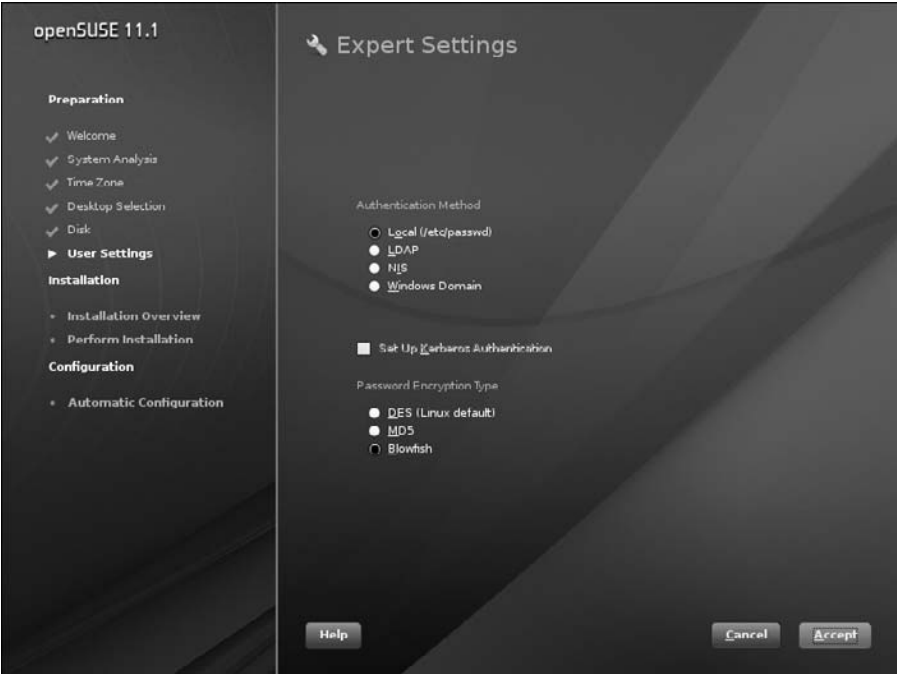 openSUSE 11.1
Preparation
Welcome
System Analysis
Time Zone
Desktop Selection
Disk
User Settings
Installation
Installation Overview
Perform Installation
Configuration
Automatic Configuration
Expert Settings
Authentication Method
Local (/etc/passwd)
LDAP
NIS
Windows Domain
Set Up Kerberos Authentication
Password Encryption Type
DES (Linux default)
MD5
Blowfish
Help
Cancel
Accept